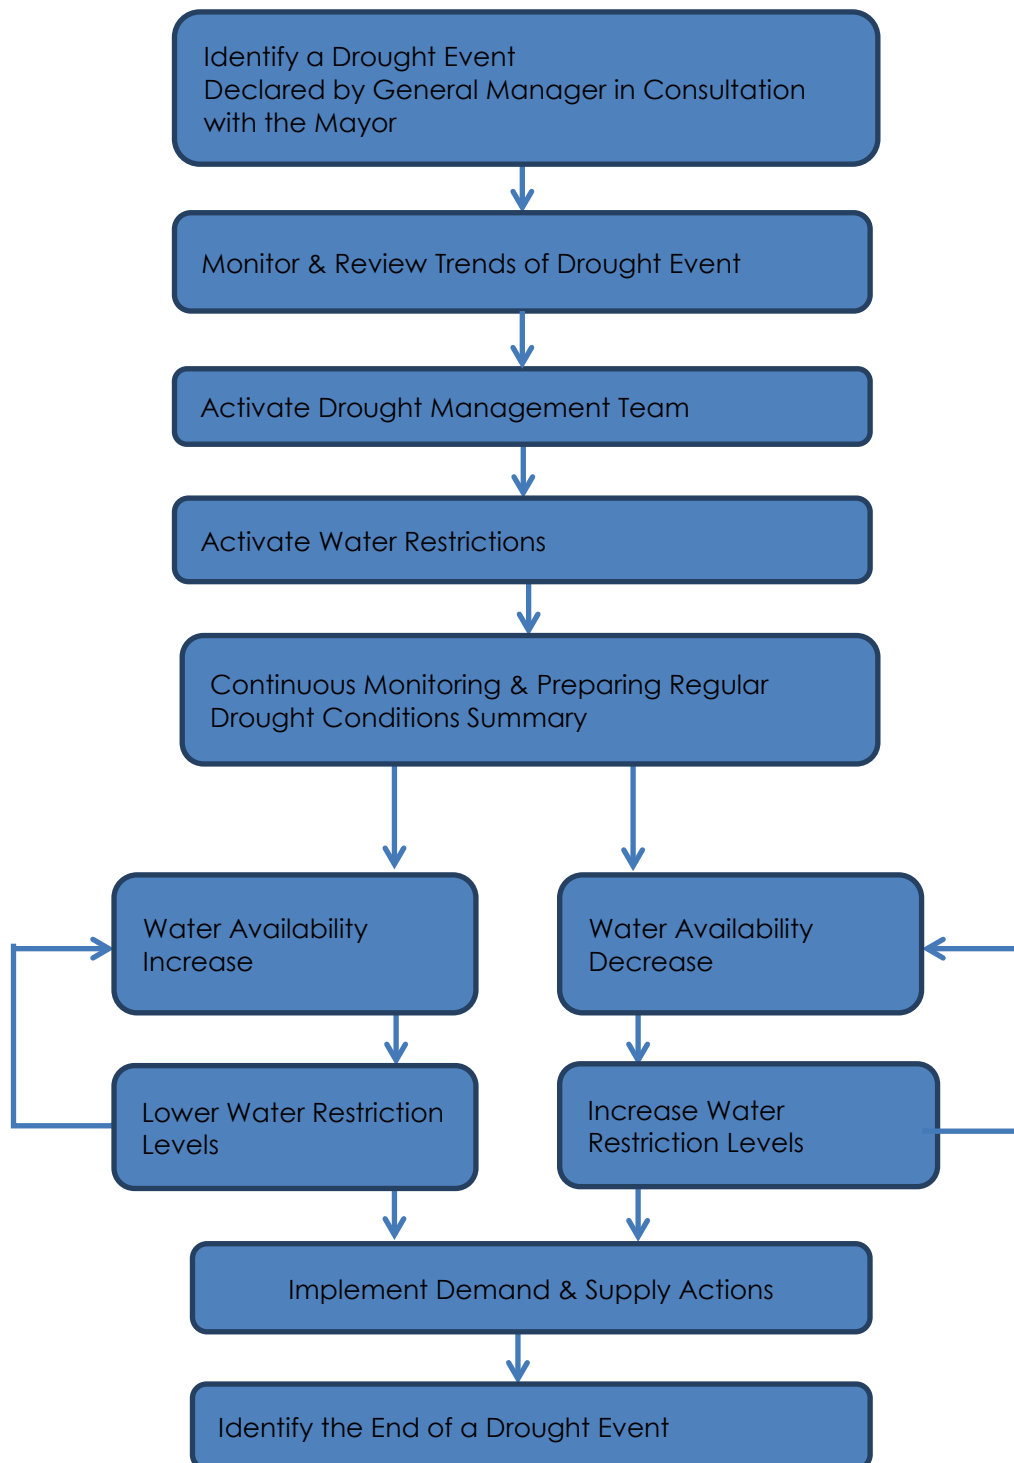 Identify a Drought Event
Declared by General Manager in Consultation
with the Mayor
Monitor & Review Trends of Drought Event
Activate Drought Management Team
Activate Water Restrictions
Continuous Monitoring & Preparing Regular
Drought Conditions Summary
Water Availability
Increase
Water Availability
Decrease
Lower Water Restriction
Levels
Increase Water
Restriction Levels
Implement Demand & Supply Actions
Identify the End of a Drought Event